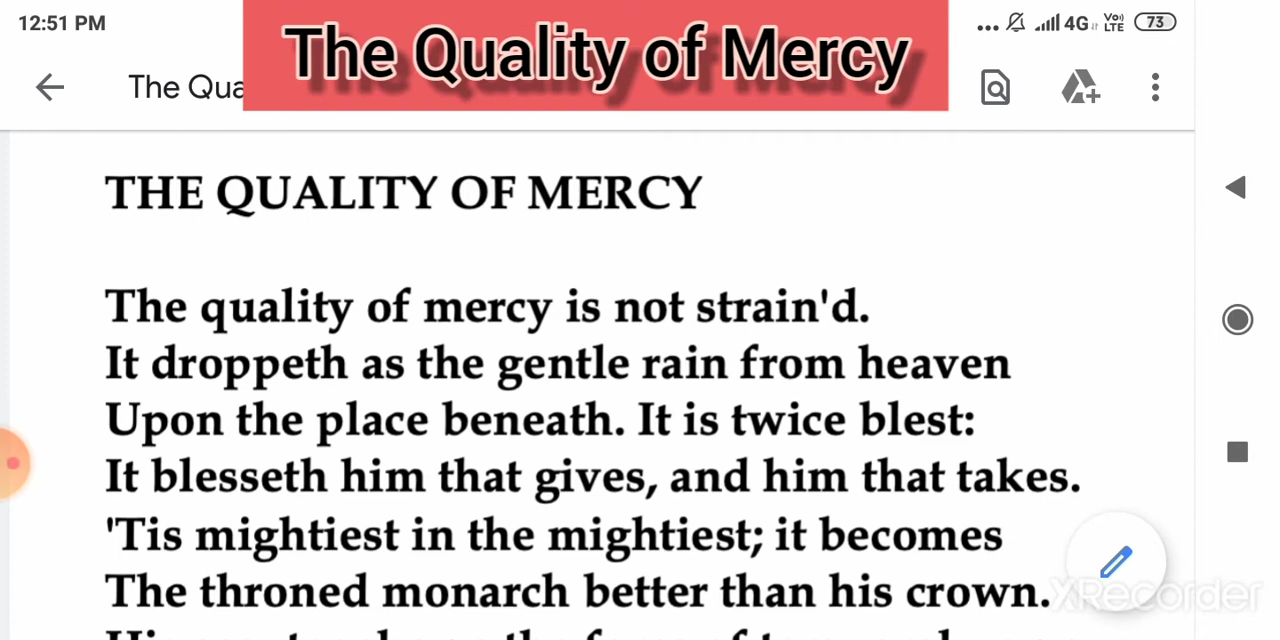 12:51 PM
4G
Vo))
LTE
73
The Quality of Mercy
The Qua
THE QUALITY OF MERCY
The quality of mercy is not strain'd.
It droppeth as the gentle rain from heaven
Upon the place beneath. It is twice blest:
It blesseth him that gives, and him that takes.
'Tis mightiest in the mightiest; it becomes
The throned monarch better than his crown.
XRecorder